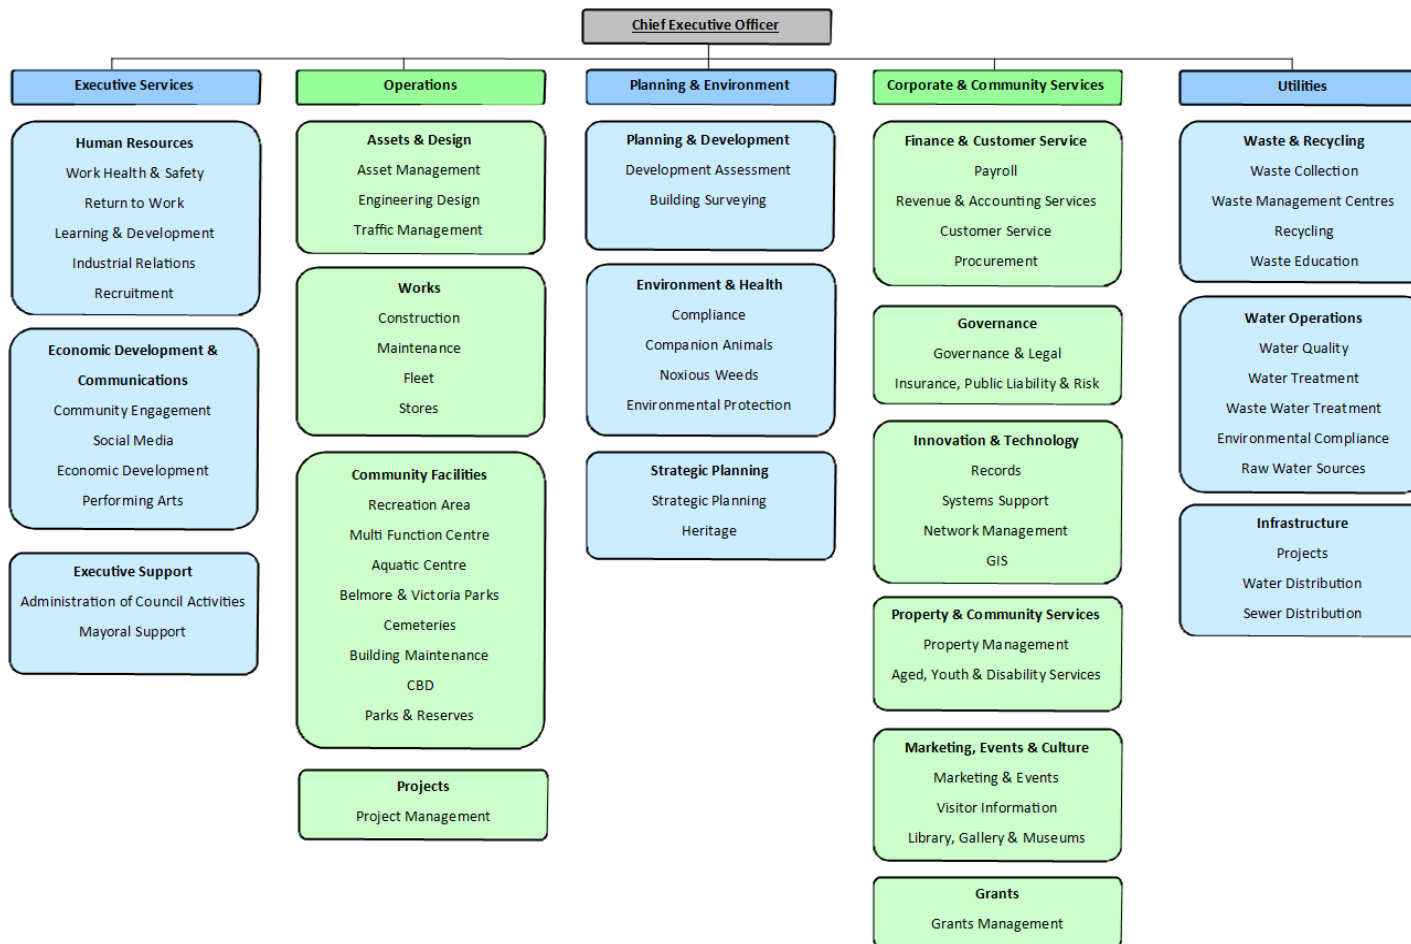 Chief Executive Officer
Executive Services
Human Resources
Work Health & Safety
Return to Work
Learning & Development
Industrial Relations
Recruitment
Economic Development &
Communications
Community Engagement
Social Media
Economic Development
Performing Arts
Executive Support
Administration of Council Activities
Mayoral Support
Operations
Assets & Design
Asset Management
Engineering Design
Traffic Management
Works
Construction
Maintenance
Fleet
Stores
Community Facilities
Recreation Area
Multi Function Centre
Aquatic Centre
Belmore & Victoria Parks
Cemeteries
Building Maintenance
CBD
Parks & Reserves
Projects
Project Management
Planning & Environment
Planning & Development
Development Assessment
Building Surveying
Environment & Health
Compliance
Companion Animals
Noxious Weeds
Environmental Protection
Strategic Planning
Strategic Planning
Heritage
Corporate & Community Services
Finance & Customer Service
Payroll
Revenue & Accounting Services
Customer Service
Procurement
Governance
Governance & Legal
Insurance, Public Liability & Risk
Innovation & Technology
Records
Systems Support
Network Management
GIS
Property & Community Services
Property Management
Aged, Youth & Disability Services
Marketing, Events & Culture
Marketing & Events
Visitor Information
Library, Gallery & Museums
Grants
Grants Management
Utilities
Waste & Recycling
Waste Collection
Waste Management Centres
Recycling
Waste Education
Water Operations
Water Quality
Water Treatment
Waste Water Treatment
Environmental Compliance
Raw Water Sources
Infrastructure
Projects
Water Distribution
Sewer Distribution